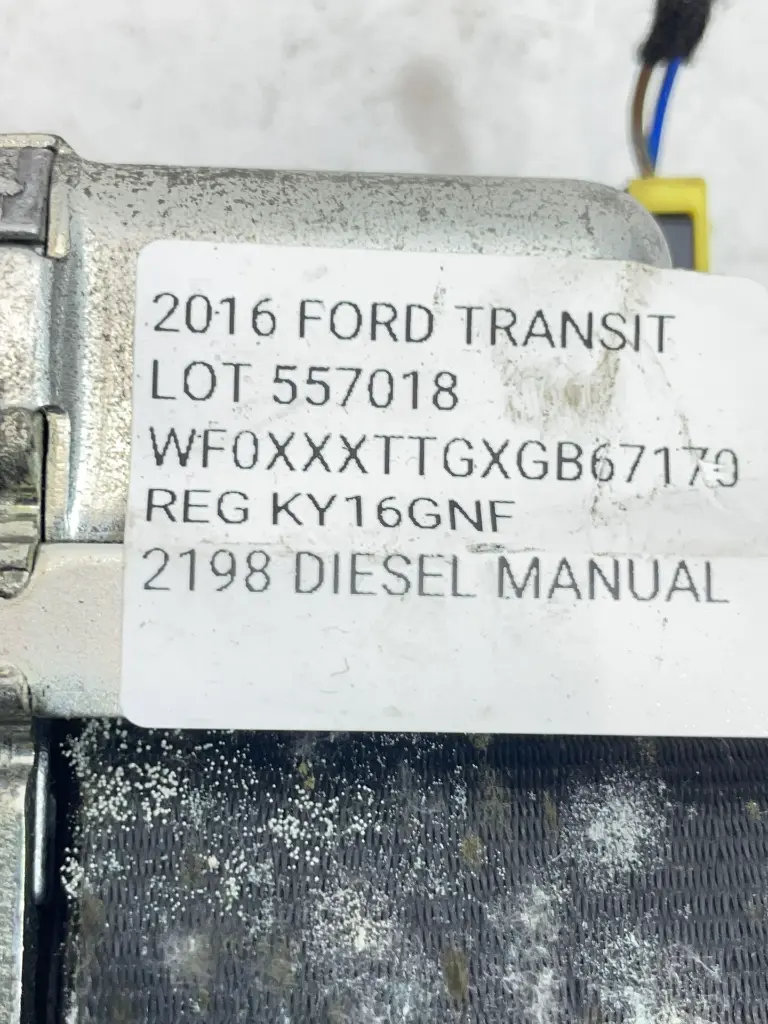 2016 FORD TRANSIT
LOT 557018
WF0XXXTTGXGB67179
REG KY16GNF
2198 DIESEL MANUAL